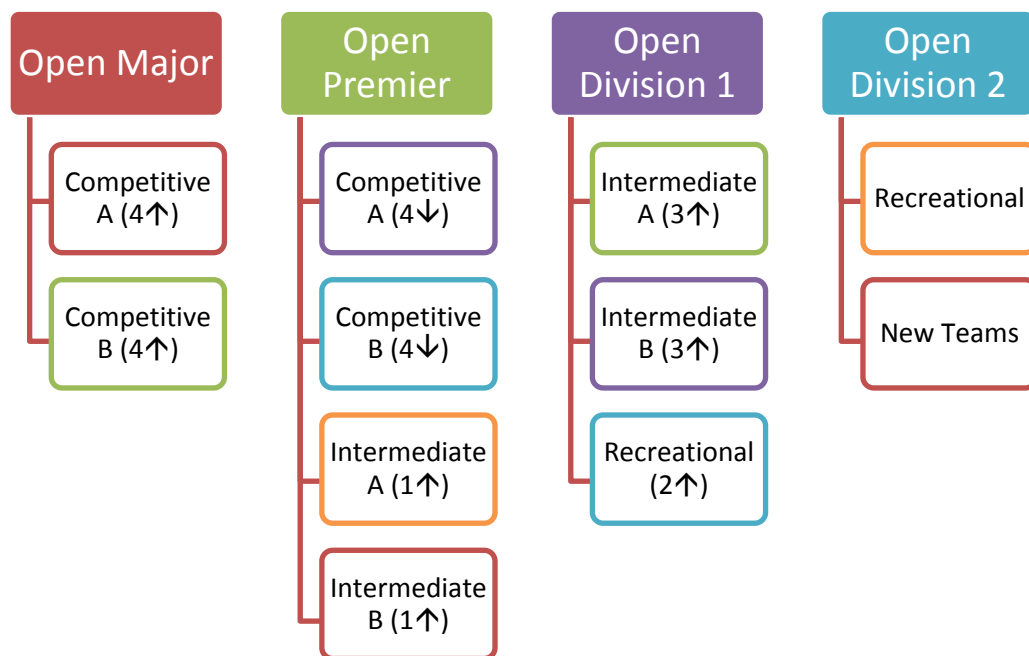 Open Major
Competitive
A (4↑)
Competitive
B (4↑)
Open
Premier
Competitive
A (4↓)
Competitive
B (4↓)
Intermediate
A (1↑)
Intermediate
B (1↑)
Open
Division 1
Intermediate
A (3↑)
Intermediate
B (3↑)
Recreational
(2↑)
Open
Division 2
Recreational
New Teams